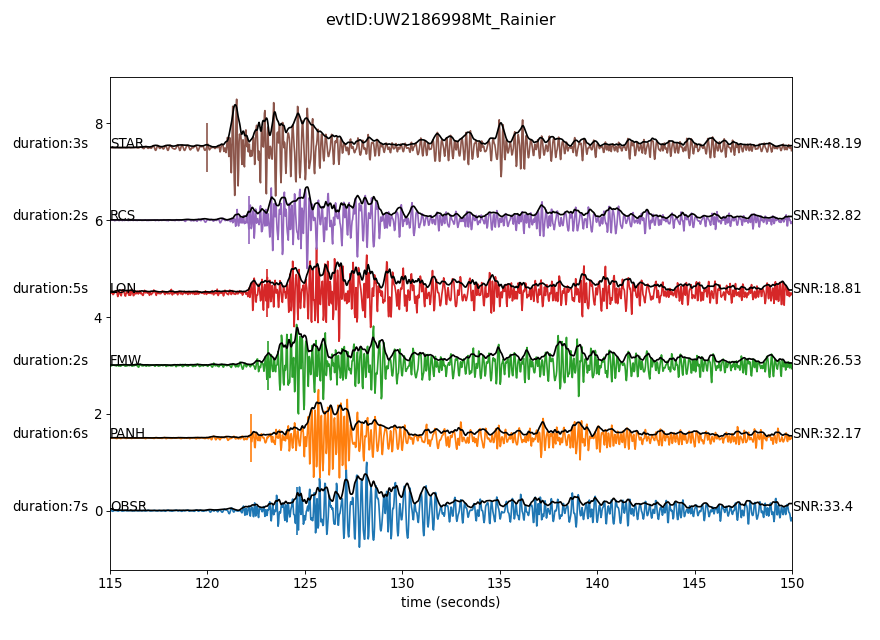 evtID:UW2186998Mt_Rainier
8
duration:3s STAR SNR:48.19
duration:2s RCS SNR:32.82
6
duration:5s LON SNR:18.81
4
duration:2s FMW SNR:26.53
2
duration:6s PANH SNR:32.17
duration:7s OBSR SNR:33.4
0
115 120 125 130 135 140 145 150
time (seconds)